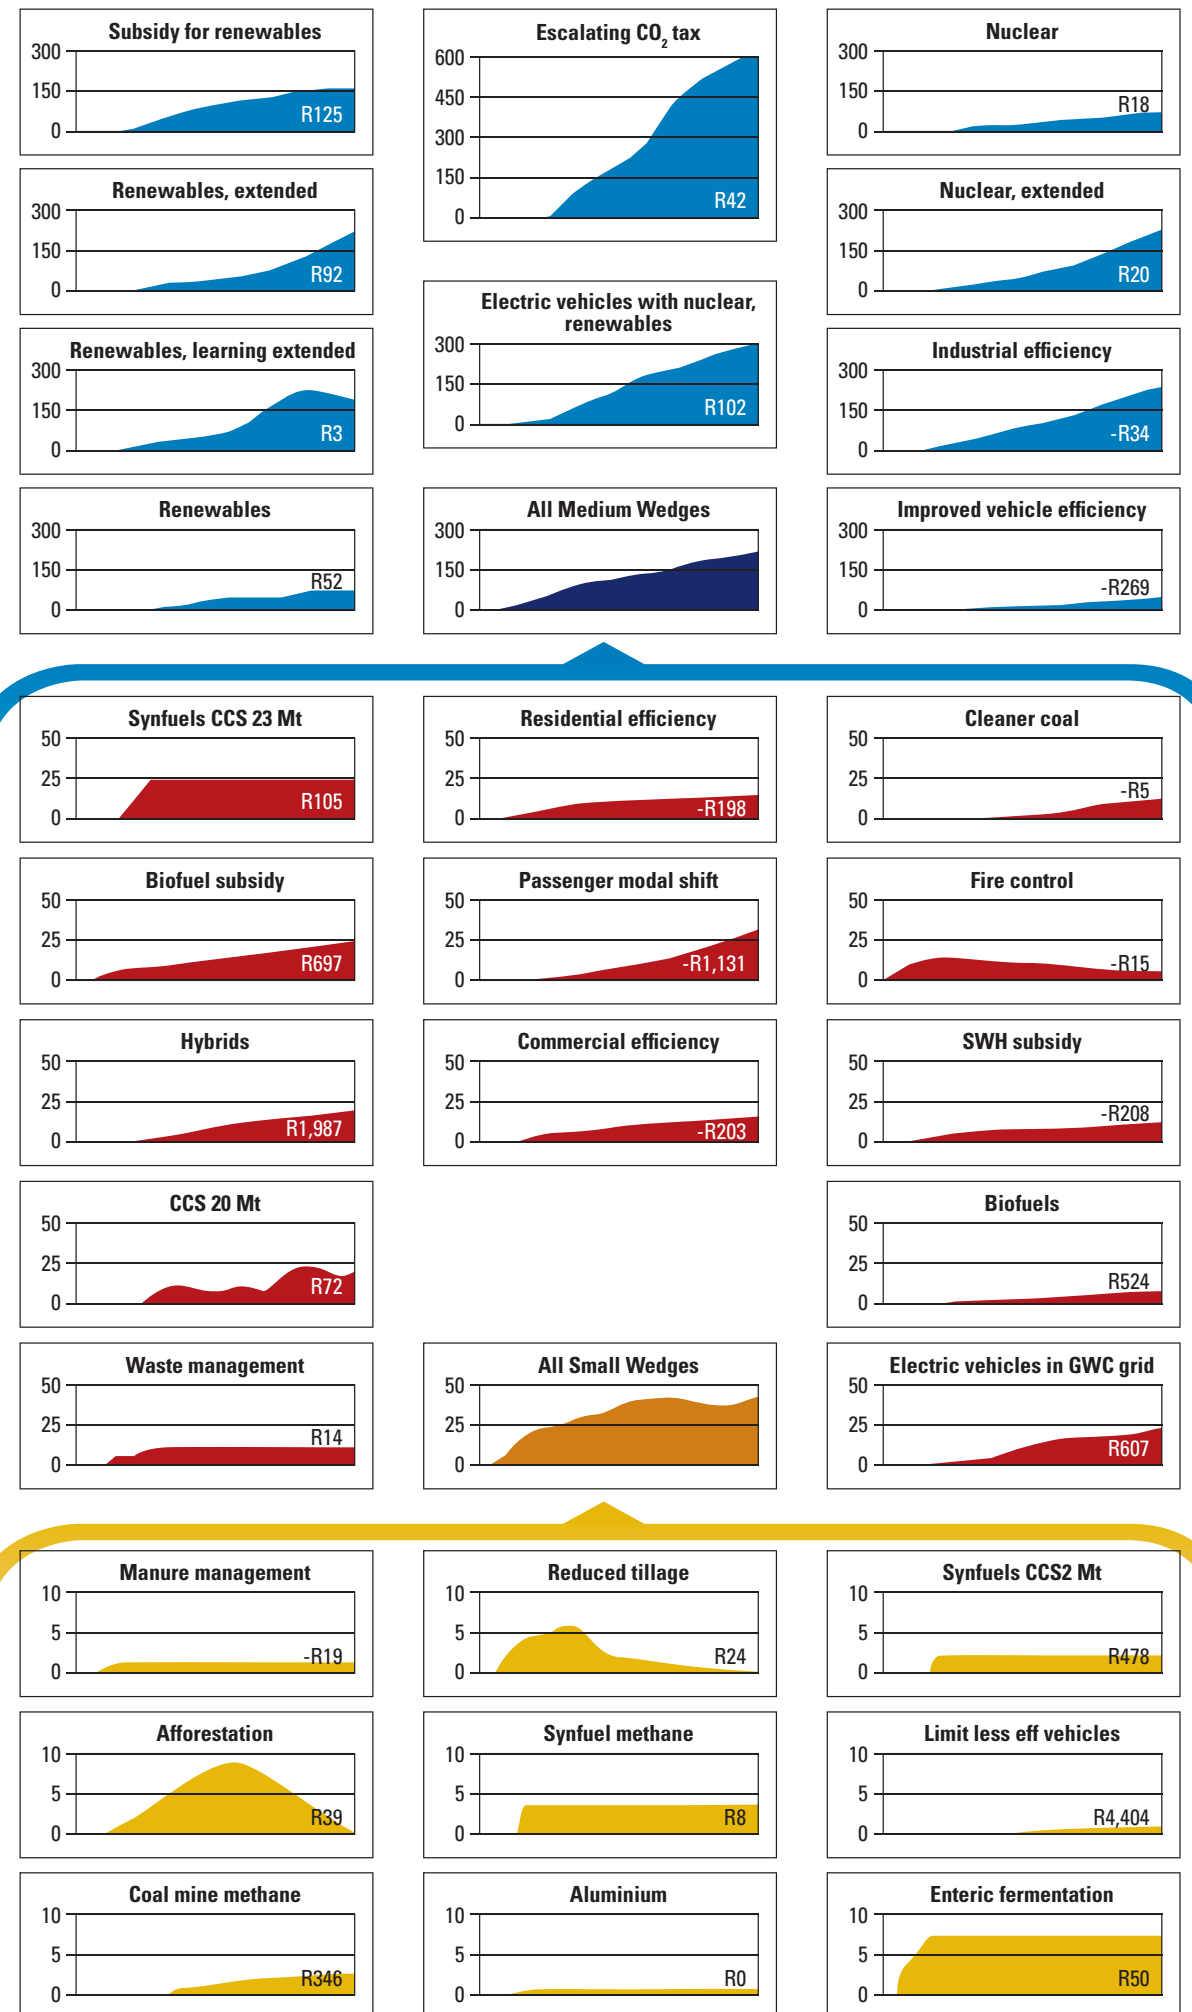 Subsidy for renewables
300
150
0
R125
Escalating CO2 tax
600
450
300
150
0
R42
Nuclear
300
150
0
R18
Renewables, extended
300
150
0
R92
Nuclear, extended
300
150
0
R20
Electric vehicles with nuclear,
renewables
300
150
0
R102
Renewables, learning extended
300
150
0
R3
Industrial efficiency
300
150
0
-R34
Renewables
300
150
0
R52
All Medium Wedges
300
150
0
Improved vehicle efficiency
300
150
0
-R269
Synfuels CCS 23 Mt
50
25
0
R105
Residential efficiency
50
25
0
-R198
Cleaner coal
50
25
0
-R5
Biofuel subsidy
50
25
0
R697
Passenger modal shift
50
25
0
-R1,131
Fire control
50
25
0
-R15
Hybrids
50
25
0
R1,987
Commercial efficiency
50
25
0
-R203
SWH subsidy
50
25
0
-R208
CCS 20 Mt
50
25
0
R72
Biofuels
50
25
0
R524
Waste management
50
25
0
R14
All Small Wedges
50
25
0
Electric vehicles in GWC grid
50
25
0
R607
Manure management
10
5
0
-R19
Reduced tillage
10
5
0
R24
Synfuels CCS2 Mt
10
5
0
R478
Afforestation
10
5
0
R39
Synfuel methane
10
5
0
R8
Limit less eff vehicles
10
5
0
R4,404
Coal mine methane
10
5
0
R346
Aluminium
10
5
0
R0
Enteric fermentation
10
5
0
R50